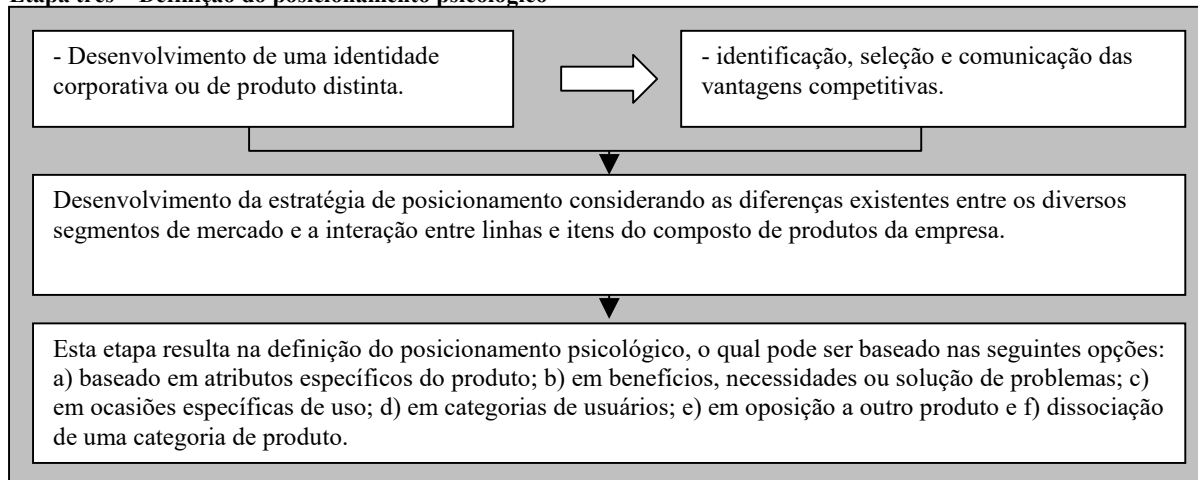 Etapa três – Definição do posicionamento psicológico
- Desenvolvimento de uma identidade
corporativa ou de produto distinta.
- identificação, seleção e comunicação das
vantagens competitivas.
Desenvolvimento da estratégia de posicionamento considerando as diferenças existentes entre os diversos
segmentos de mercado e a interação entre linhas e itens do composto de produtos da empresa.
Esta etapa resulta na definição do posicionamento psicológico, o qual pode ser baseado nas seguintes opções:
a) baseado em atributos específicos do produto; b) em benefícios, necessidades ou solução de problemas; c)
em ocasiões específicas de uso; d) em categorias de usuários; e) em oposição a outro produto e f) dissociação
de uma categoria de produto.